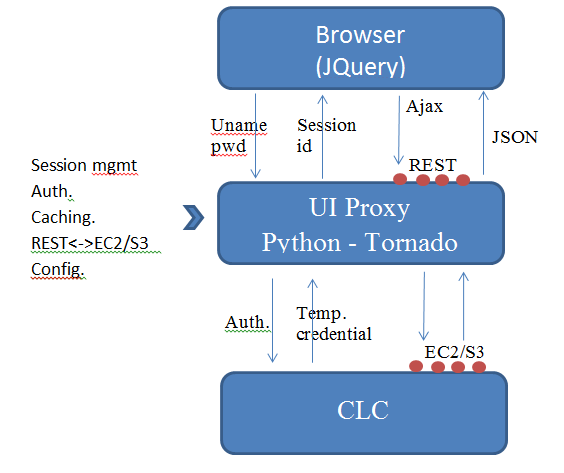 Browser
(JQuery)
Uname
pwd
Session
id
Ajax
JSON
REST
Session mgmt
Auth.
Caching.
REST<->EC2/S3
Config.
UI Proxy
Python - Tornado
Auth.
Temp.
credential
EC2/S3
CLC